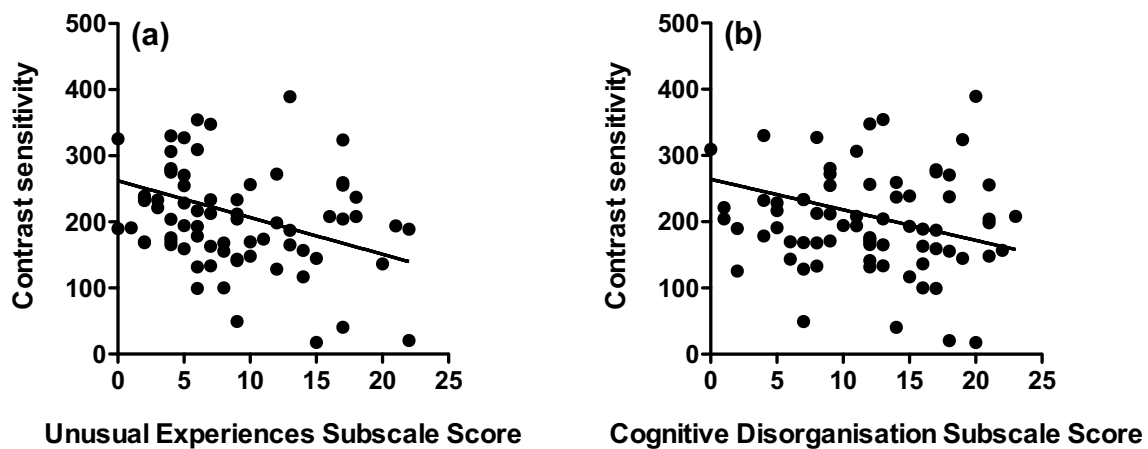 (a)
500
400
300
200
100
0
Contrast sensitivity
0 5 10 15 20 25
Unusual Experiences Subscale Score
(b)
500
400
300
200
100
0
Contrast sensitivity
0 5 10 15 20 25
Cognitive Disorganisation Subscale Score